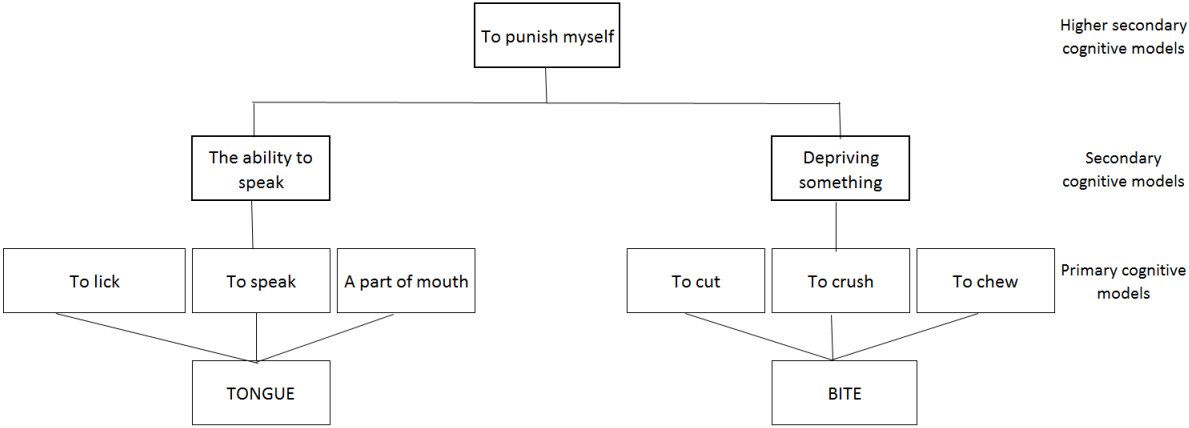 To punish myself
Higher secondary
cognitive models
The ability to
speak
Depriving
something
Secondary
cognitive models
To lick
To speak
A part of mouth
To cut
To crush
To chew
Primary cognitive
models
TONGUE
BITE